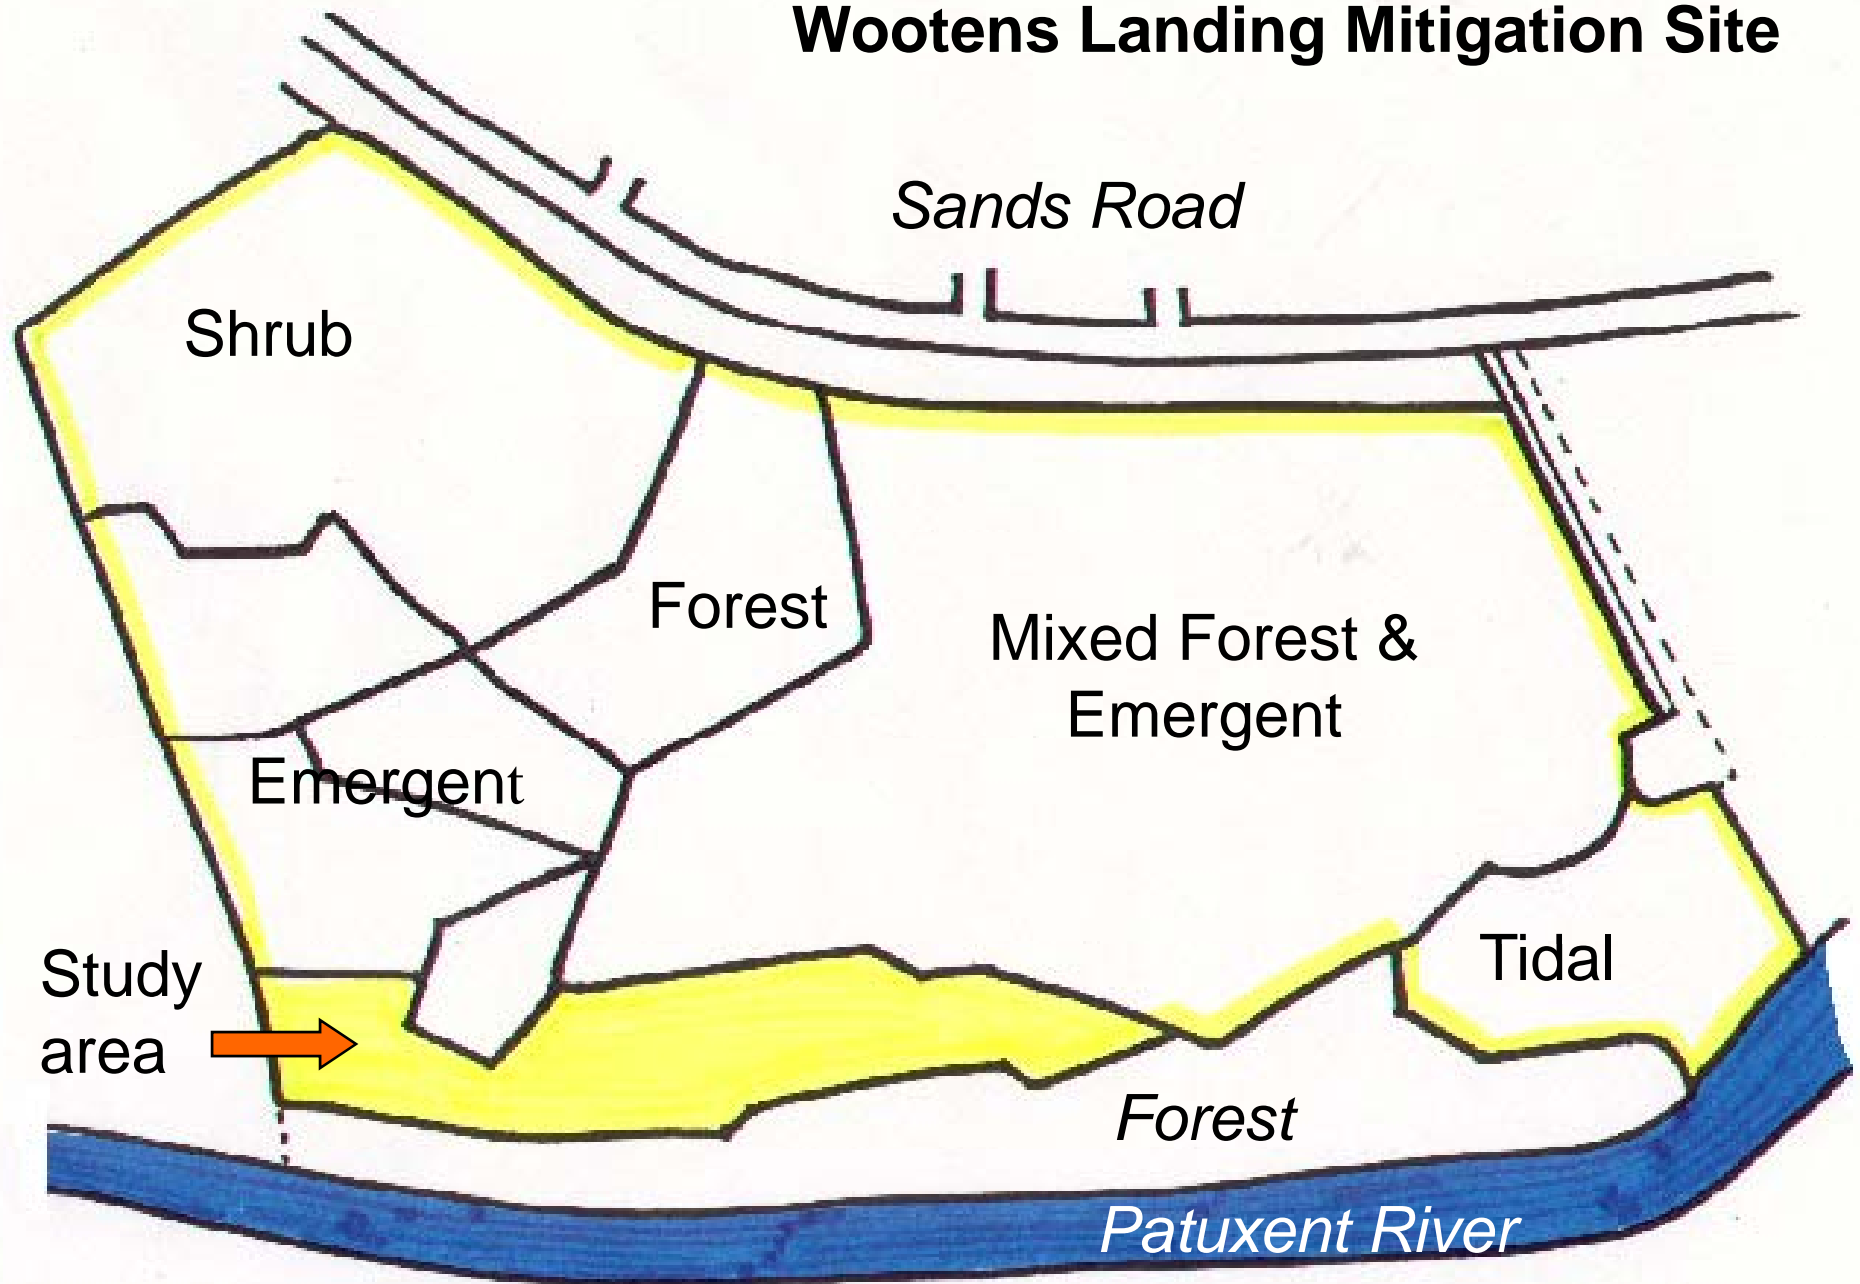 Wootens Landing Mitigation Site
Sands Road
Shrub
Forest
Mixed Forest &
Emergent
Emergent
Study
area
Tidal
Forest
Patuxent River